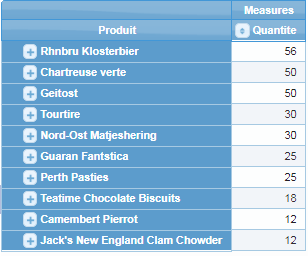 Measures
Produit Quantite
Rhnbru Klosterbier 56
Chartreuse verte 50
Geitost 50
Tourtire 30
Nord-Ost Matjeshering 30
Guaran Fantstica 25
Perth Pasties 25
Teatime Chocolate Biscuits 18
Camembert Pierrot 12
Jack's New England Clam Chowder 12